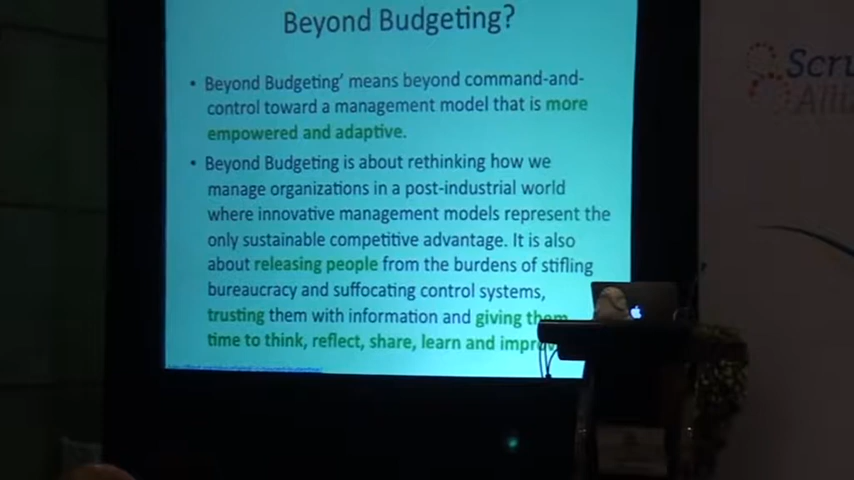 Beyond Budgeting?
• Beyond Budgeting' means beyond command-and-
control toward a management model that is more
empowered and adaptive.
• Beyond Budgeting is about rethinking how we
manage organizations in a post-industrial world
where innovative management models represent the
only sustainable competitive advantage. It is also
about releasing people from the burdens of stifling
bureaucracy and suffocating control systems,
trusting them with information and giving them
time to think, reflect, share, learn and impro
Scru
Allia